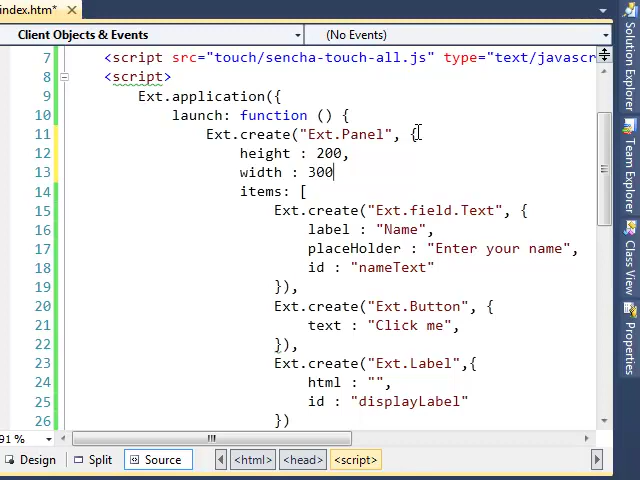 index.htm*
Client Objects & Events
(No Events)
7 <script src="touch/sencha-touch-all.js" type="text/javascr
8 <script>
9 Ext.application({
10 launch: function () {
11 Ext.create("Ext.Panel", {
12 height : 200,
13 width : 300
14 items: [
15 Ext.create("Ext.field.Text", {
16 label : "Name",
17 placeHolder : "Enter your name",
18 id : "nameText"
19 }),
20 Ext.create("Ext.Button", {
21 text : "Click me",
22 }),
23 Ext.create("Ext.Label",{
24 html : "",
25 id : "displayLabel"
26 })
91 %
Design
Split
Source
<html>
<head>
<script>
Solution Explorer
Team Explorer
Class View
Properties